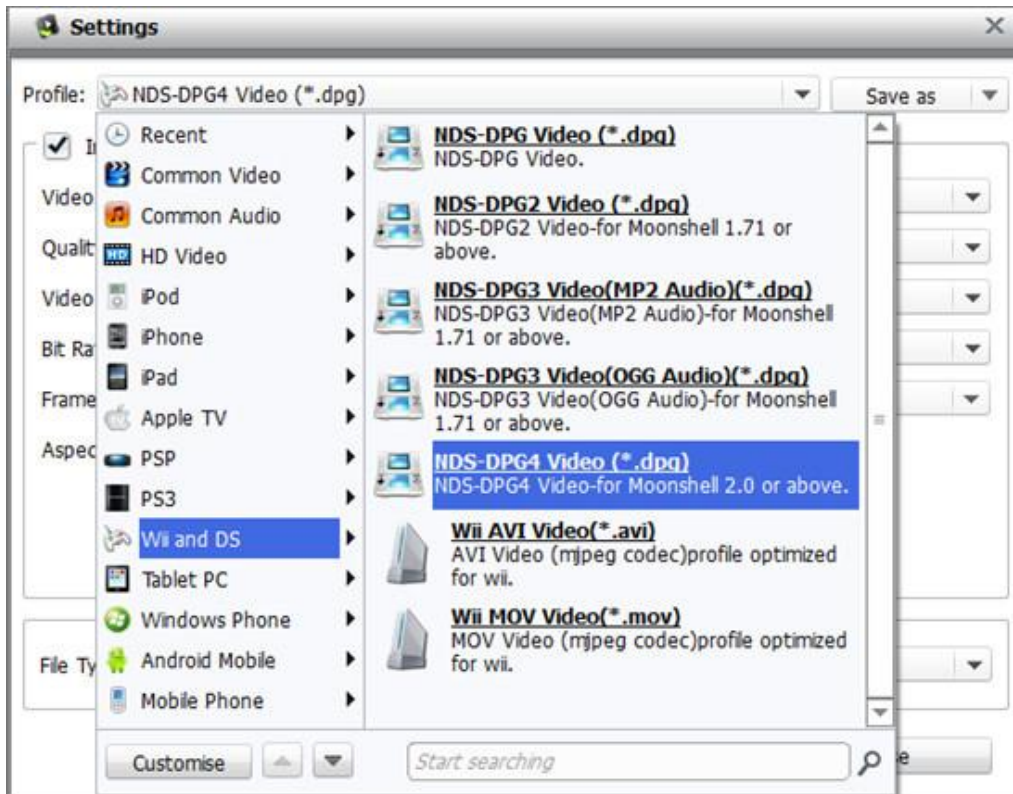 Settings
Profile: NDS-DPG4 Video (*.dpg)
Save as
Recent
Common Video
Common Audio
HD Video
iPod
iPhone
iPad
Apple TV
PSP
PS3
Wii and DS
Tablet PC
Windows Phone
Android Mobile
Mobile Phone
NDS-DPG Video (*.dpg)
NDS-DPG Video.
NDS-DPG2 Video (*.dpg)
NDS-DPG2 Video-for Moonshell 1.71 or
above.
NDS-DPG3 Video(MP2 Audio)(*.dpg)
NDS-DPG3 Video(MP2 Audio)-for Moonshell
1.71 or above.
NDS-DPG3 Video(OGG Audio)(*.dpg)
NDS-DPG3 Video(OGG Audio)-for Moonshell
1.71 or above.
NDS-DPG4 Video (*.dpg)
NDS-DPG4 Video-for Moonshell 2.0 or above.
Wii AVI Video(*.avi)
AVI Video (mjpeg codec)profile optimized
for wii.
Wii MOV Video(*.mov)
MOV Video (mjpeg codec)profile optimized
for wii.
Video
Video
Frame
File
Customise
Start searching